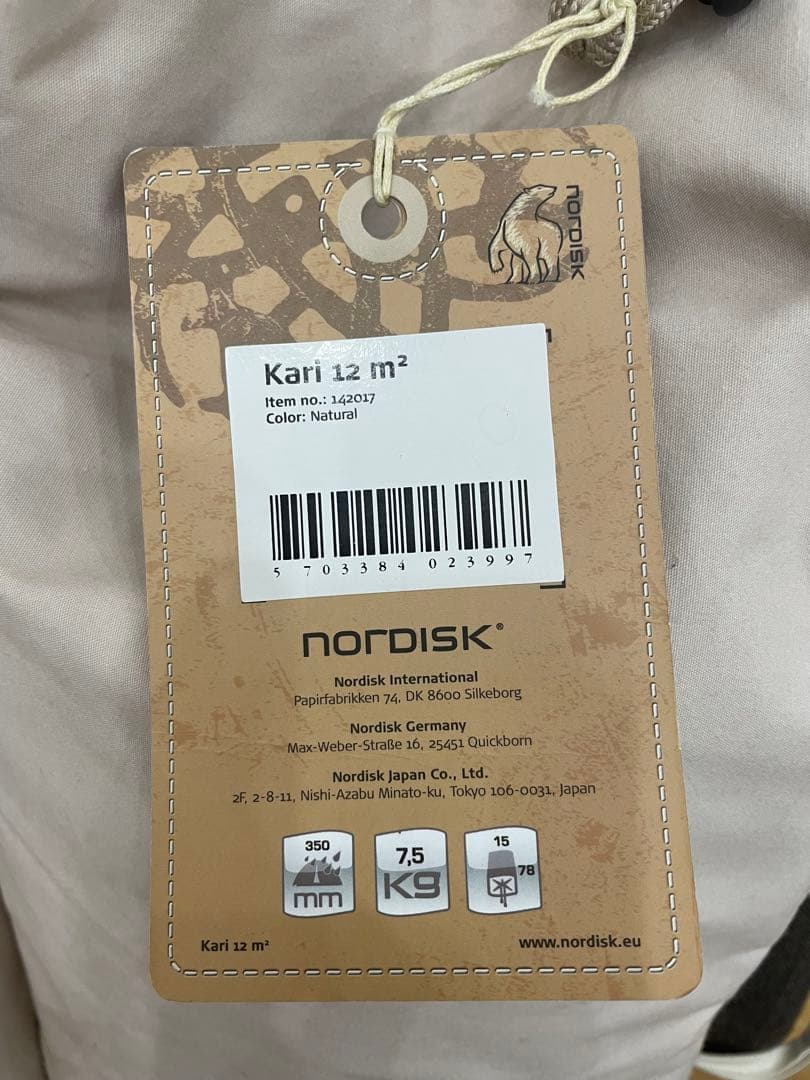 NORDISK
Kari 12 m²
Item no.: 142017
Color: Natural
5 703384 023997
NORDISK®
Nordisk International
Papirfabrikken 74, DK 8600 Silkeborg
Nordisk Germany
Max-Weber-Straße 16, 25451 Quickborn
Nordisk Japan Co., Ltd.
2F, 2-8-11, Nishi-Azabu Minato-ku, Tokyo 106-0031, Japan
350
mm
7,5
Kg
15
78
Kari 12 m²
www.nordisk.eu